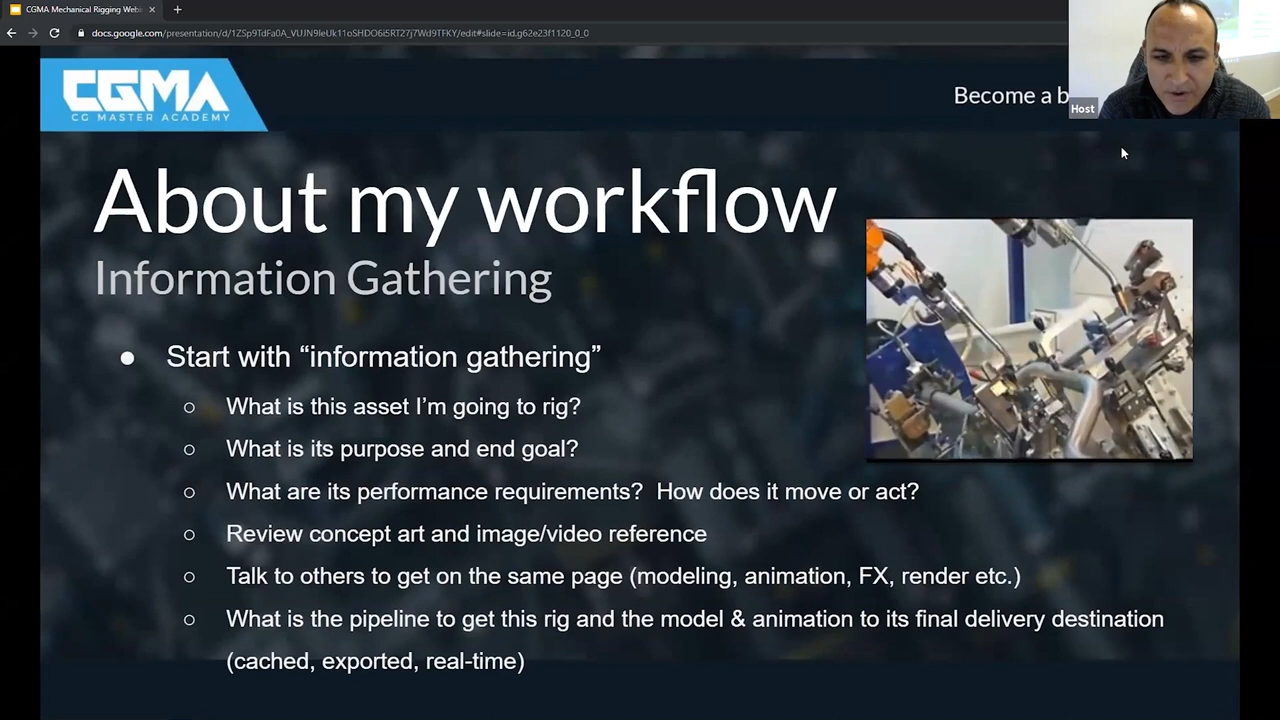 CGMA Mechanical Rigging Webi
docs.google.com/presentation/d/1ZSp9TdFa0A_VUJN9leUk11oSHDO6i5RT27j7Wd9TFKY/edit#slide=id.g62e23f1120_0_0
CGMA
CG MASTER ACADEMY
Become a b
Host
About my workflow
Information Gathering
● Start with “information gathering”
○ What is this asset I’m going to rig?
○ What is its purpose and end goal?
○ What are its performance requirements? How does it move or act?
○ Review concept art and image/video reference
○ Talk to others to get on the same page (modeling, animation, FX, render etc.)
○ What is the pipeline to get this rig and the model & animation to its final delivery destination
(cached, exported, real-time)